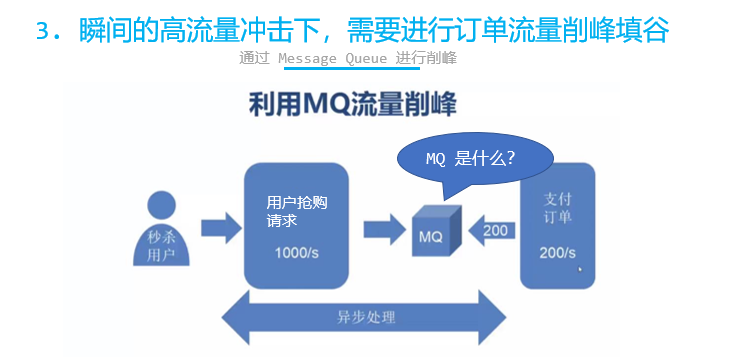 3. 瞬间的高流量冲击下，需要进行订单流量削峰填谷
通过 Message Queue 进行削峰
利用MQ流量削峰
MQ 是什么?
秒杀
用户
用户抢购
请求
1000/s
MQ
200
支付
订单
200/s
异步处理